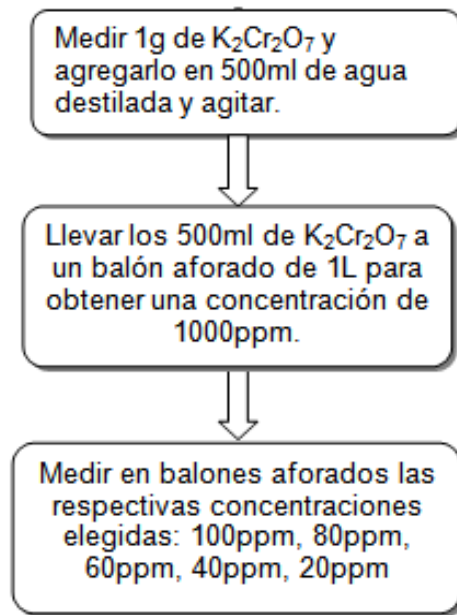 Medir 1g de K₂Cr₂O₇ y
agregarlo en 500ml de agua
destilada y agitar.
Llevar los 500ml de K₂Cr₂O₇ a
un balón aforado de 1L para
obtener una concentración de
1000ppm.
Medir en balones aforados las
respectivas concentraciones
elegidas: 100ppm, 80ppm,
60ppm, 40ppm, 20ppm